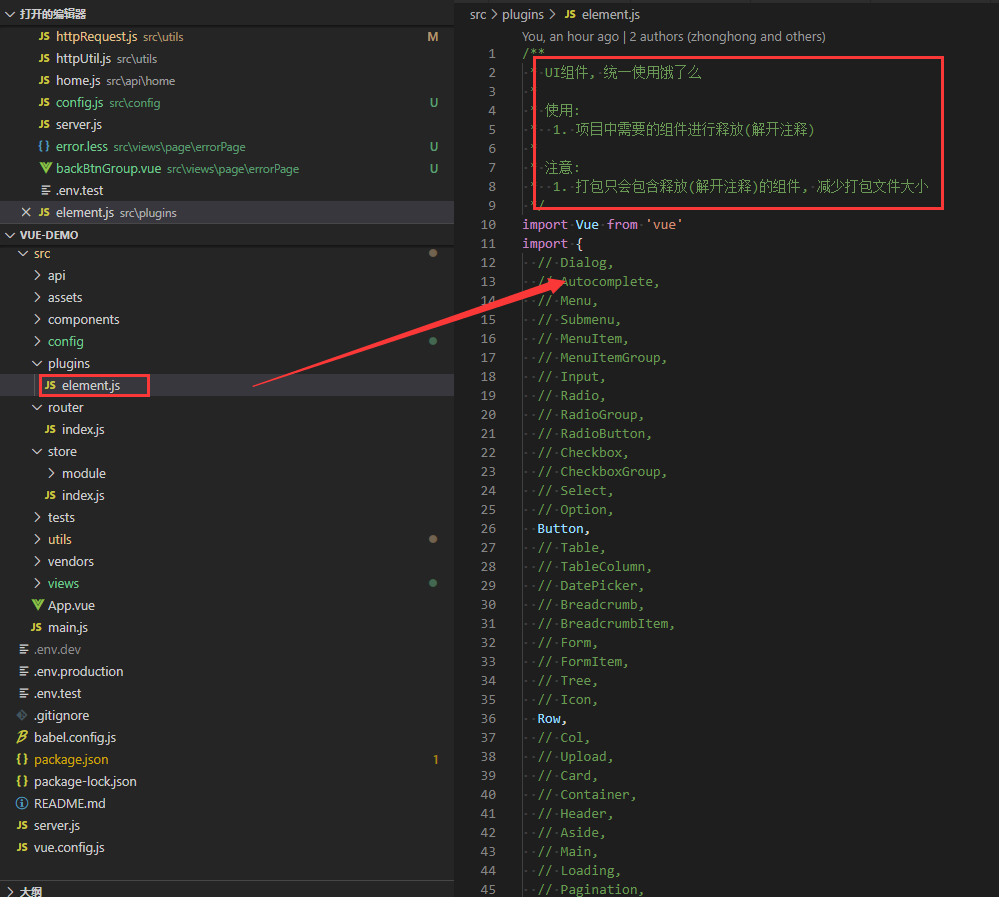 打开的编辑器
JS httpRequest.js src\utils M
JS httpUtil.js src\utils
JS home.js src\api\home
JS config.js src\config U
JS server.js
{} error.less src\views\page\errorPage U
backBtnGroup.vue src\views\page\errorPage U
.env.test
JS element.js src\plugins
VUE-DEMO
src
api
assets
components
config
plugins
JS element.js
router
JS index.js
store
module
JS index.js
tests
utils
vendors
views
App.vue
JS main.js
.env.dev
.env.production
.env.test
.gitignore
babel.config.js
{} package.json 1
{} package-lock.json
README.md
JS server.js
JS vue.config.js
大纲
src > plugins > JS element.js
You, an hour ago | 2 authors (zhonghong and others)
1 /**
2 * UI组件, 统一使用饿了么
3 *
4 * 使用:
5 * 1. 项目中需要的组件进行释放(解开注释)
6 *
7 * 注意:
8 * 1. 打包只会包含释放(解开注释)的组件, 减少打包文件大小
9 */
10 import Vue from 'vue'
11 import {
12 // Dialog,
13 // Autocomplete,
14 // Menu,
15 // Submenu,
16 // MenuItem,
17 // MenuItemGroup,
18 // Input,
19 // Radio,
20 // RadioGroup,
21 // RadioButton,
22 // Checkbox,
23 // CheckboxGroup,
24 // Select,
25 // Option,
26 Button,
27 // Table,
28 // TableColumn,
29 // DatePicker,
30 // Breadcrumb,
31 // BreadcrumbItem,
32 // Form,
33 // FormItem,
34 // Tree,
35 // Icon,
36 Row,
37 // Col,
38 // Upload,
39 // Card,
40 // Container,
41 // Header,
42 // Aside,
43 // Main,
44 // Loading,
45 // Pagination,